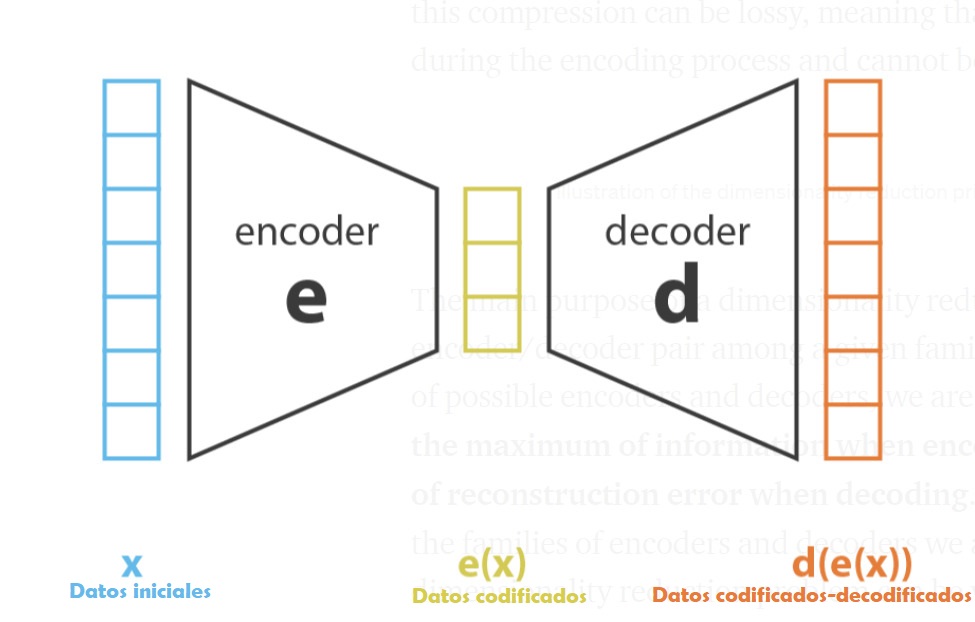 this compression can be lossy, meaning tha
during the encoding process and cannot b
illustration of the dimensionality reduction pr
encoder
decoder
e
d
The main purpose of a dimensionality redu
encoder/decoder pair among a given fami
of possible encoders and decoders, we are
the maximum of information when enc
of reconstruction error when decoding.
the families of encoders and decoders we a
x
e(x)
d(e(x))
Datos iniciales
Datos codificados
Datos codificados-decodificados